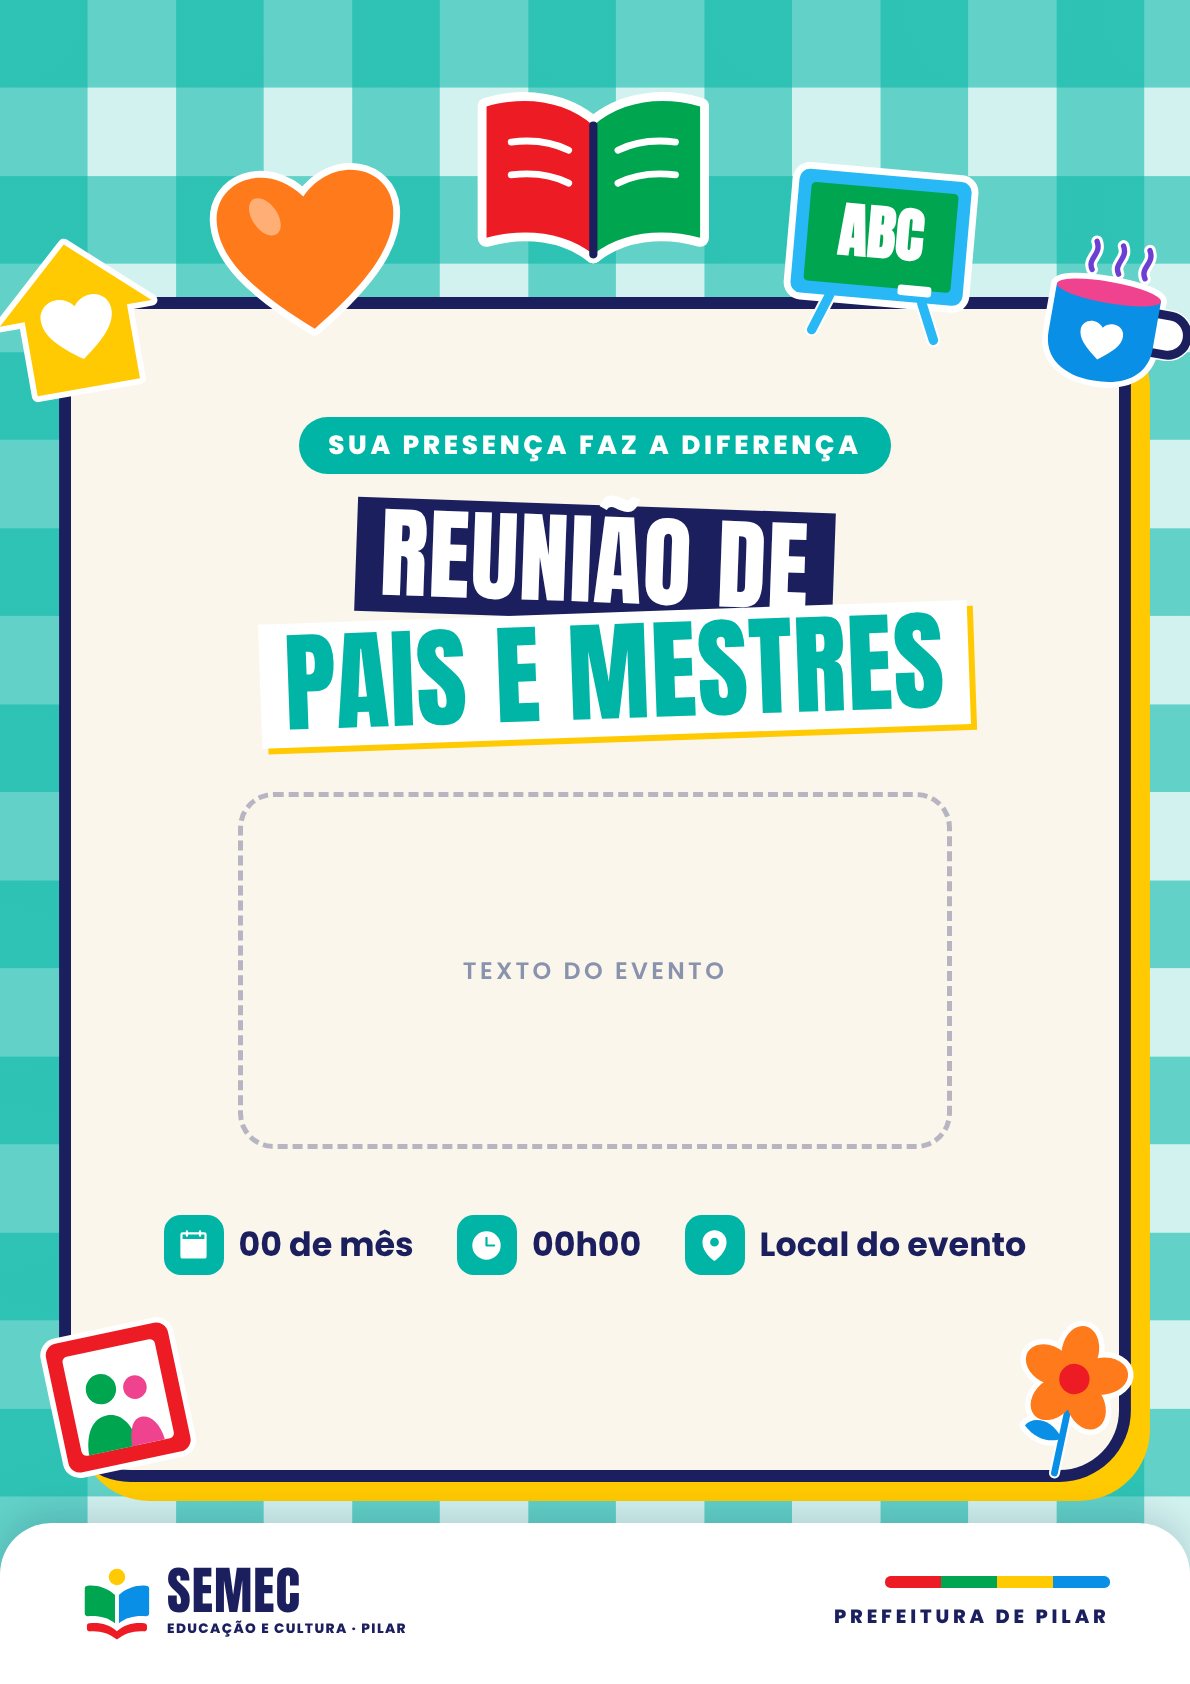 ABC
SUA PRESENÇA FAZ A DIFERENÇA
REUNIÃO DE
PAIS E MESTRES
TEXTO DO EVENTO
00 de mês
00h00
Local do evento
SEMEC
EDUCAÇÃO E CULTURA · PILAR
PREFEITURA DE PILAR